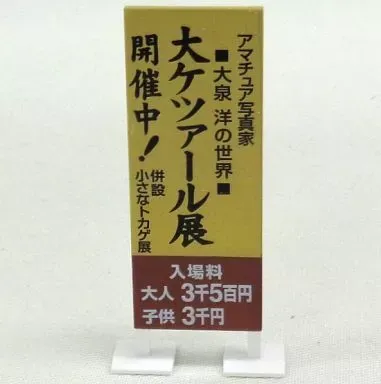 アマチュア写真家
■大泉 洋の世界■
大ケツァール展
開催中!
併設
小さなトカゲ展
入場料
大人 3千5百円
子供 3千円